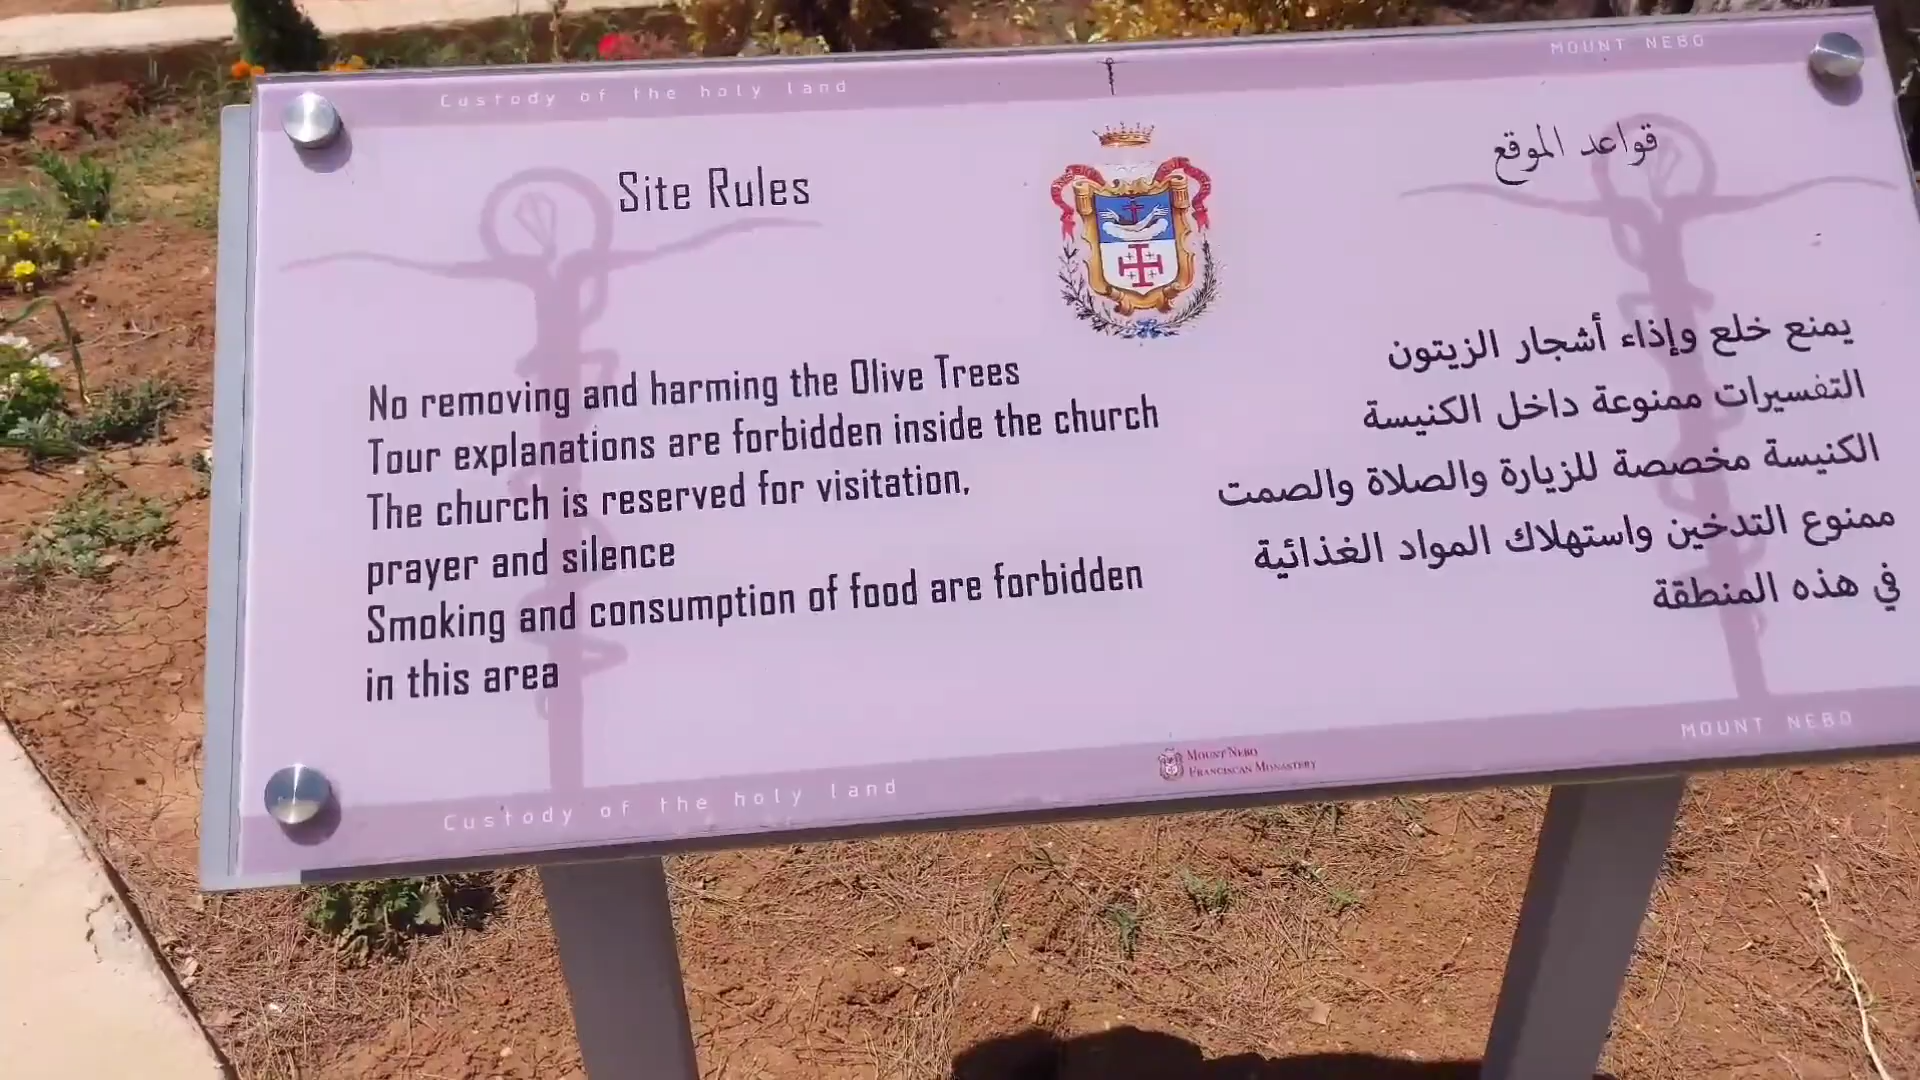 Custody of the holy land
MOUNT NEBO
Site Rules
No removing and harming the Olive Trees
Tour explanations are forbidden inside the church
The church is reserved for visitation,
prayer and silence
Smoking and consumption of food are forbidden
in this area
قواعد الموقع
يمنع خلع وإذاء أشجار الزيتون
التفسيرات ممنوعة داخل الكنيسة
الكنيسة مخصصة للزيارة والصلاة والصمت
ممنوع التدخين واستهلاك المواد الغذائية
في هذه المنطقة
MOUNT NEBO
FRANCISCAN MONASTERY
Custody of the holy land
MOUNT NEBO